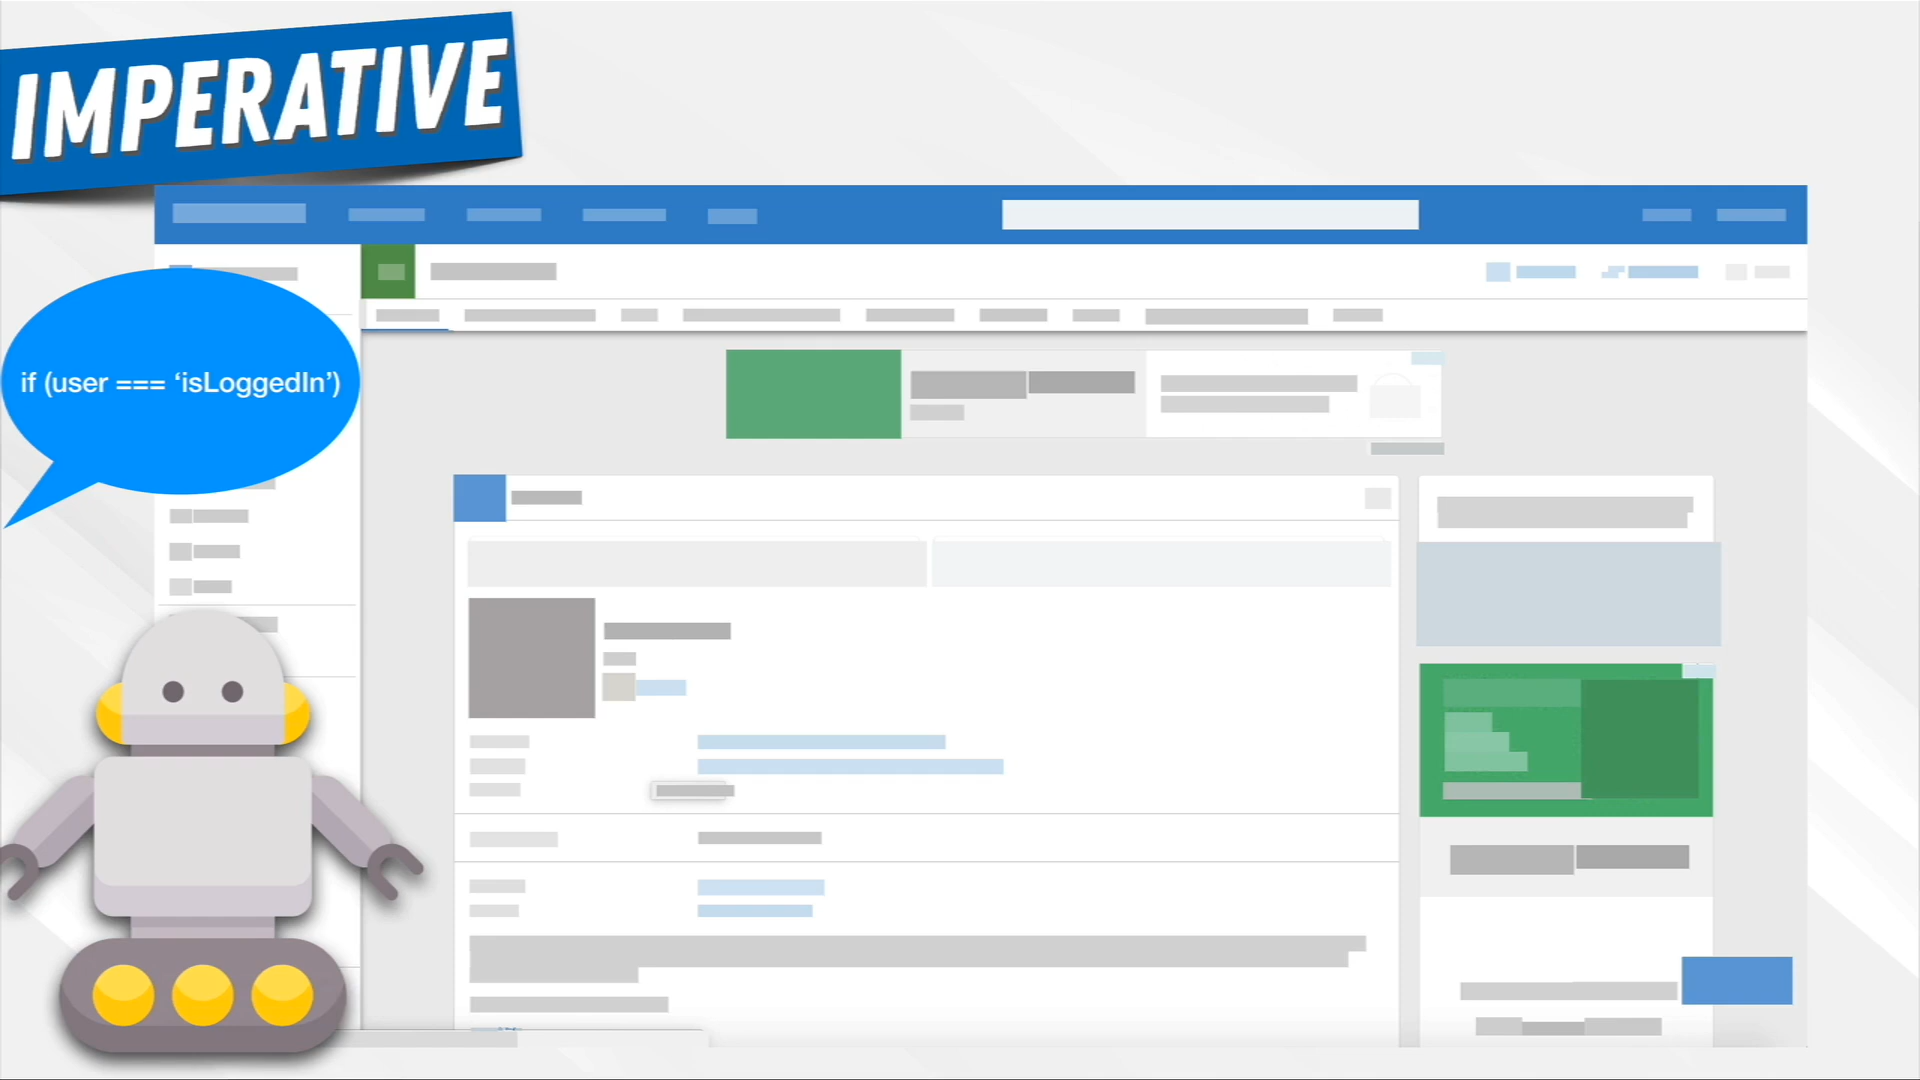 IMPERATIVE
if (user === ‘isLoggedIn’)